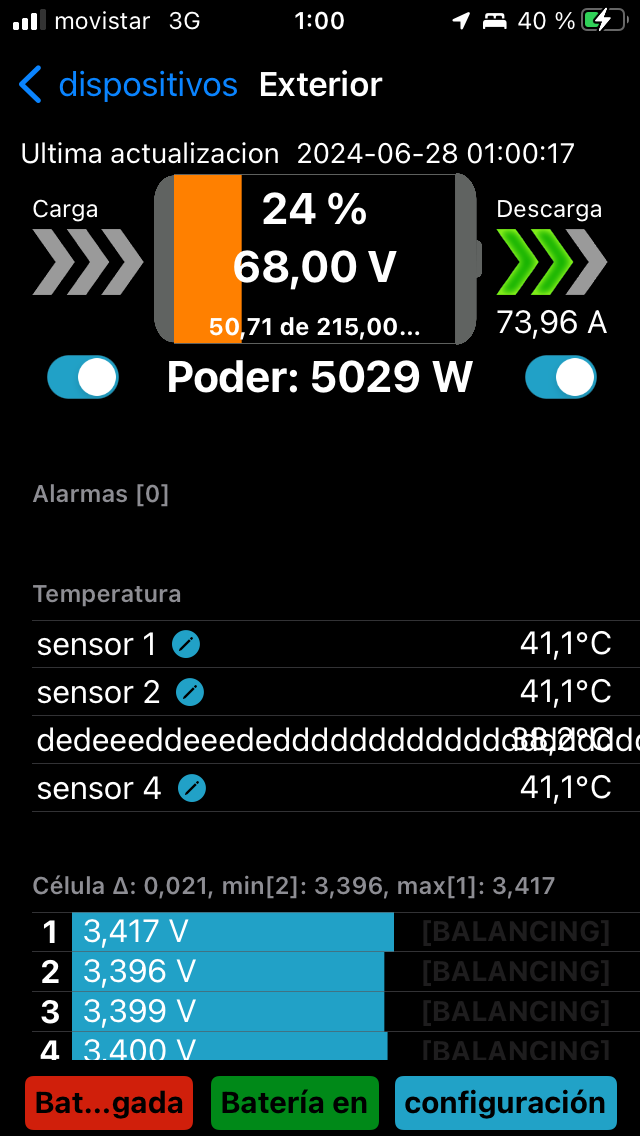 movistar 3G 1:00 40 %
dispositivos Exterior
Ultima actualizacion 2024-06-28 01:00:17
Carga
24 %
68,00 V
50,71 de 215,00...
Descarga
73,96 A
Poder: 5029 W
Alarmas [0]
Temperatura
sensor 1 41,1°C
sensor 2 41,1°C
38,2°C
sensor 4 41,1°C
Célula Δ: 0,021, min[2]: 3,396, max[1]: 3,417
1 3,417 V [BALANCING]
2 3,396 V [BALANCING]
3 3,399 V [BALANCING]
4 3,400 V [BALANCING]
Bat...gada Batería en configuración